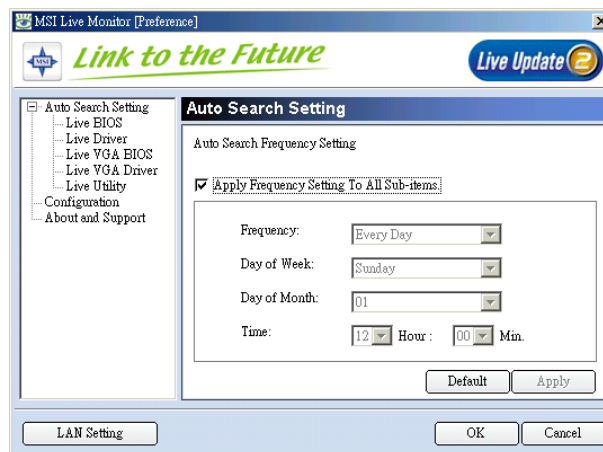 MSI Live Monitor [Preference]
MSI
Link to the Future
Live Update 2
Auto Search Setting
Live BIOS
Live Driver
Live VGA BIOS
Live VGA Driver
Live Utility
Configuration
About and Support
Auto Search Setting
Auto Search Frequency Setting
Apply Frequency Setting To All Sub-items.
Frequency: Every Day
Day of Week: Sunday
Day of Month: 01
Time: 12 Hour : 00 Min.
Default Apply
LAN Setting OK Cancel